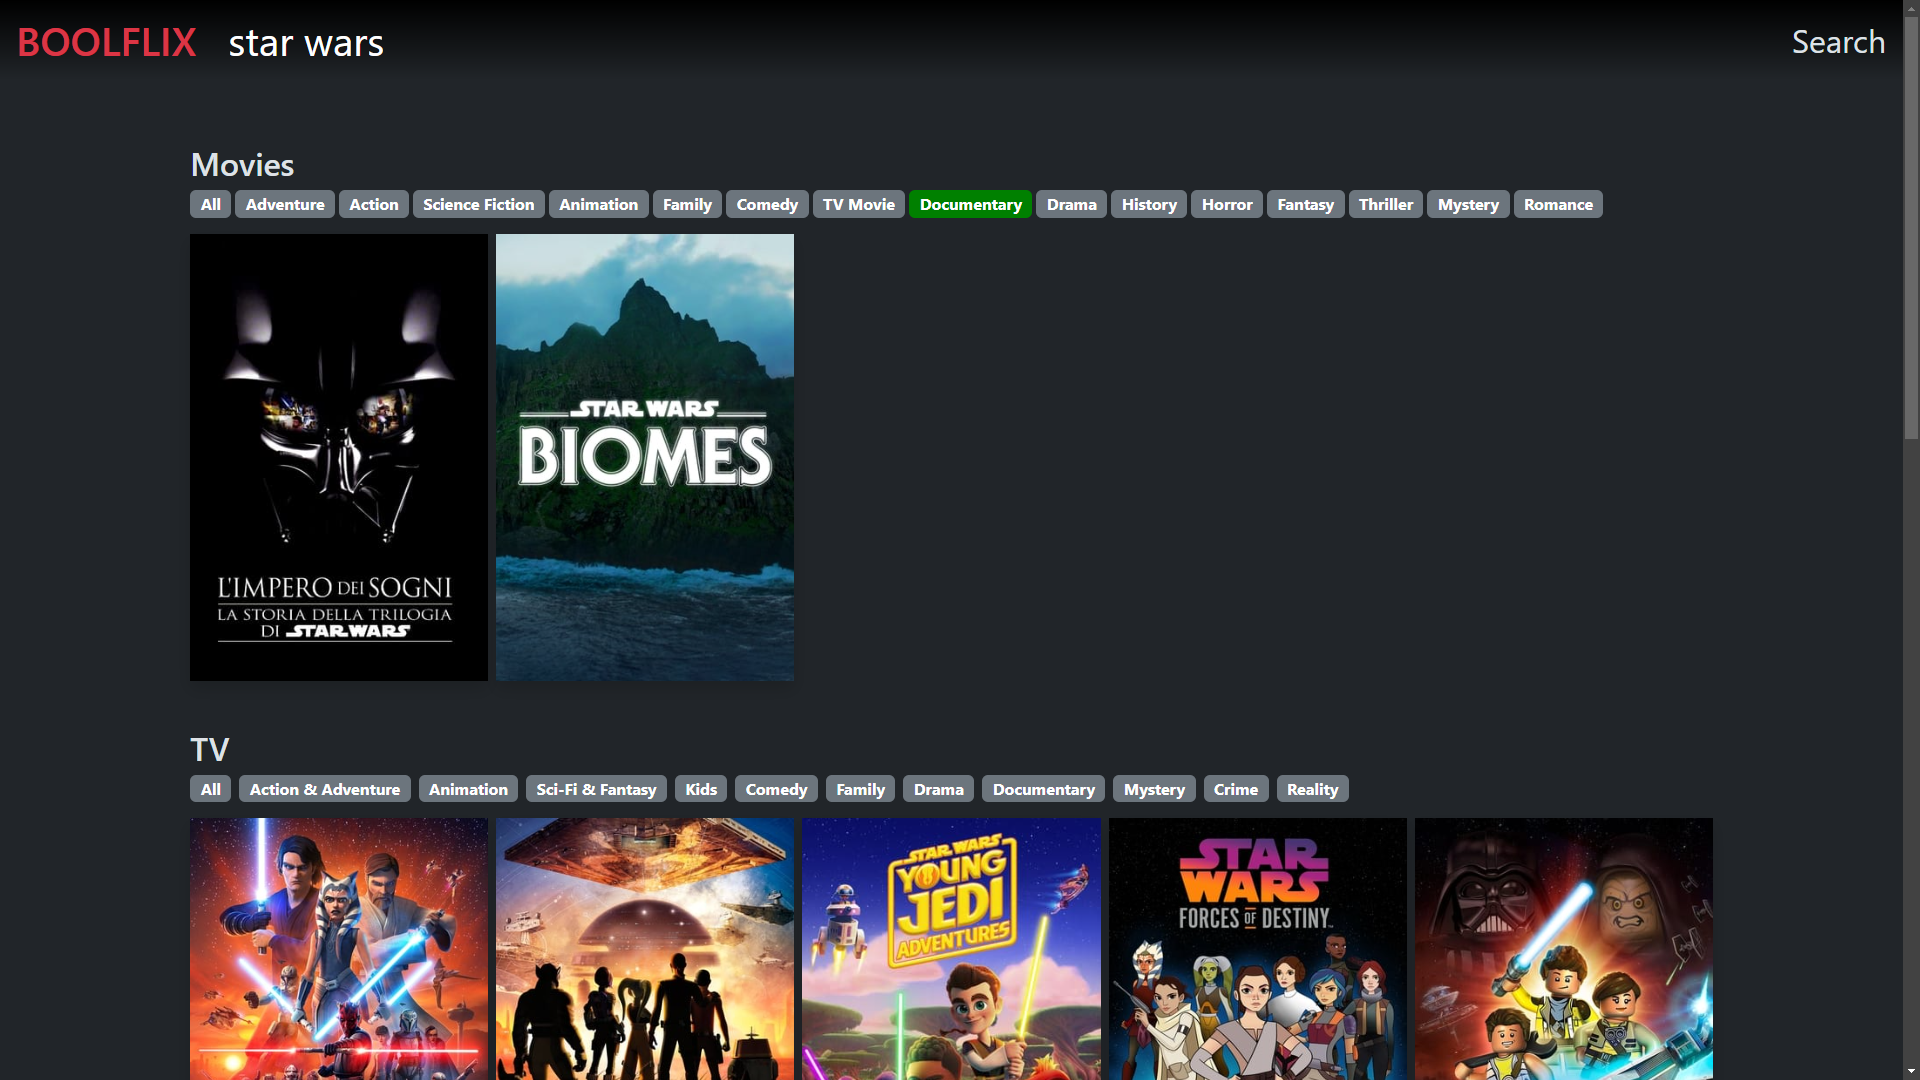 BOOLFLIX star wars Search
Movies
All Adventure Action Science Fiction Animation Family Comedy TV Movie Documentary Drama History Horror Fantasy Thriller Mystery Romance
L'IMPERO DEI SOGNI
LA STORIA DELLA TRILOGIA
DI STAR WARS
STAR WARS
BIOMES
TV
All Action & Adventure Animation Sci-Fi & Fantasy Kids Comedy Family Drama Documentary Mystery Crime Reality
STAR WARS
YOUNG
JEDI
ADVENTURES
STAR
WARS
FORCES OF DESTINY™